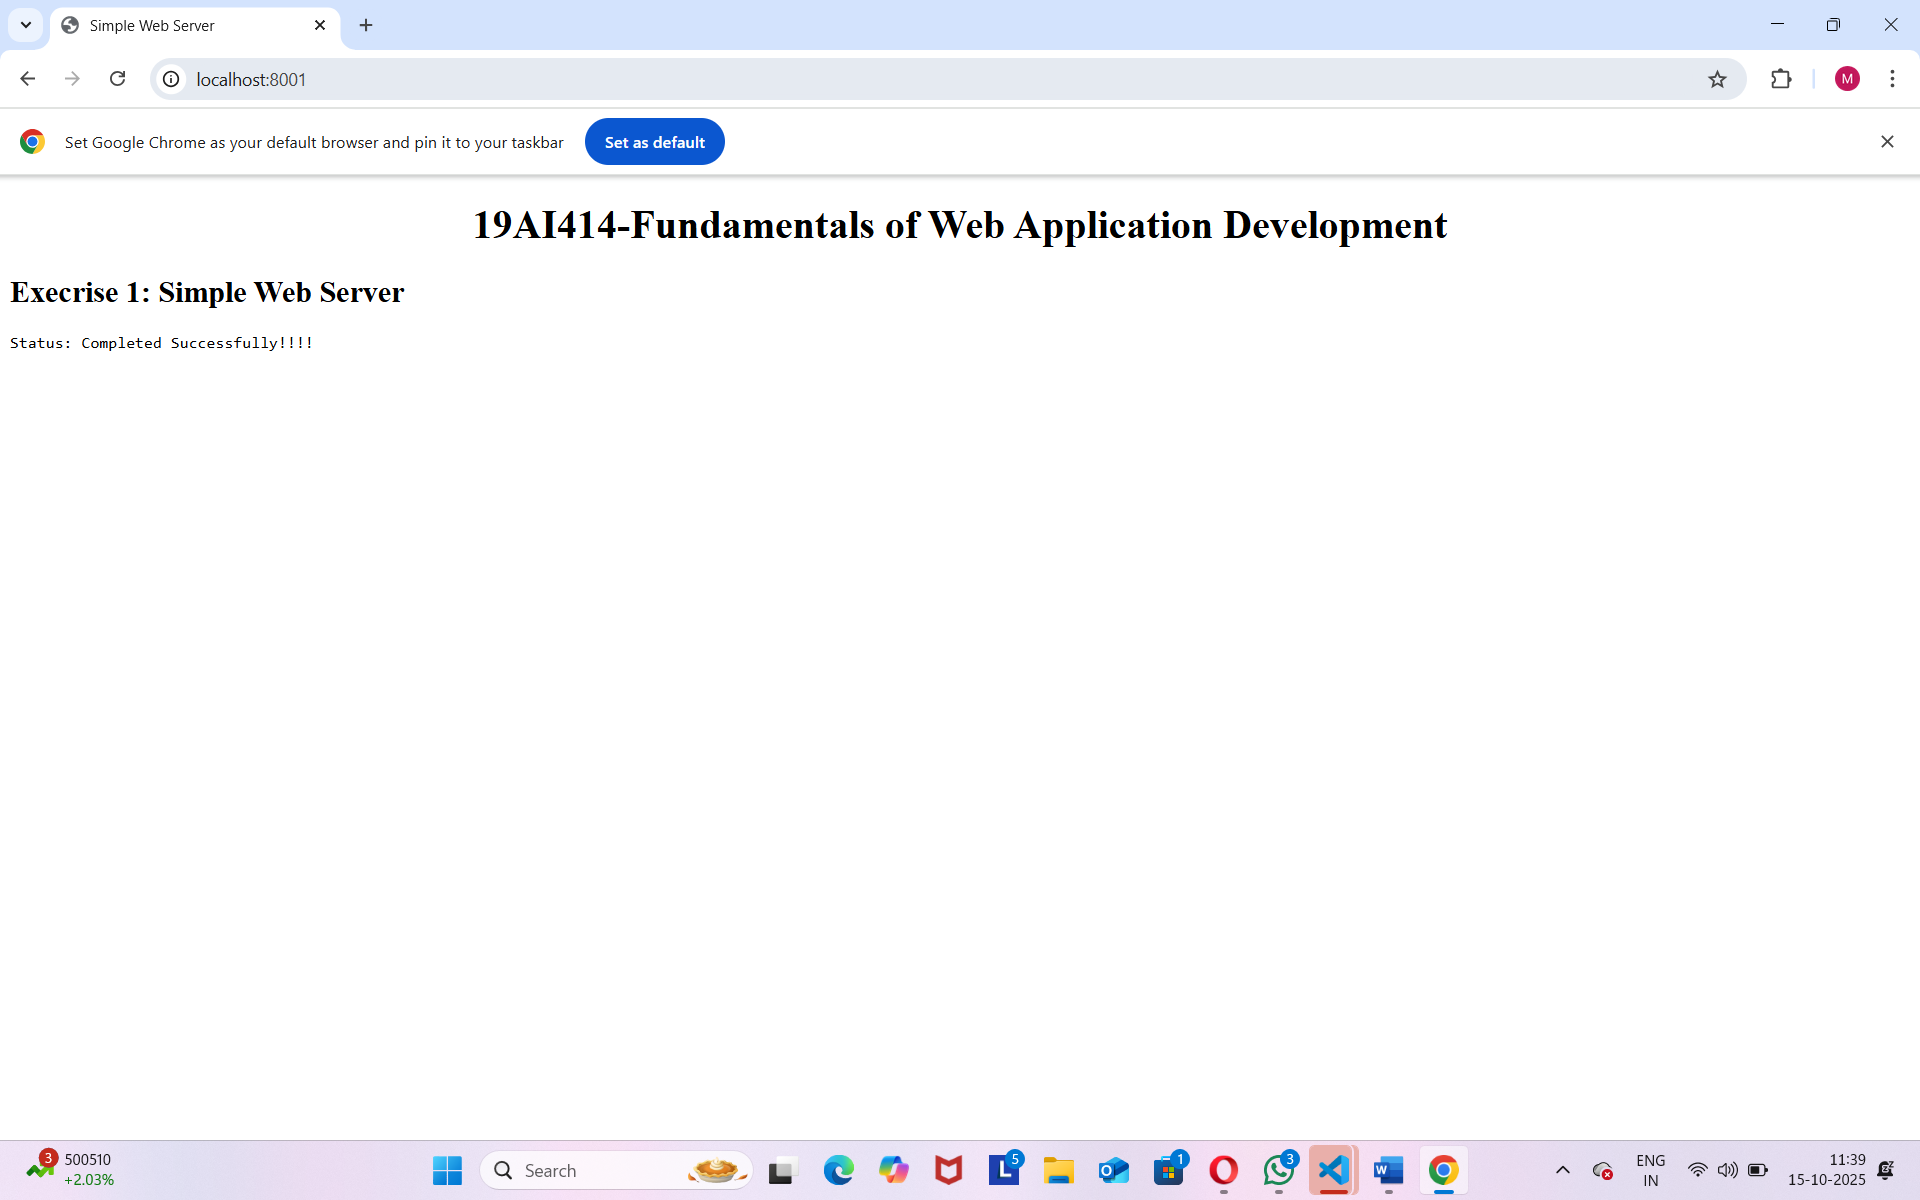 Simple Web Server
localhost:8001
M
Set Google Chrome as your default browser and pin it to your taskbar
Set as default
19AI414-Fundamentals of Web Application Development
Execrise 1: Simple Web Server
Status: Completed Successfully!!!!
3
500510
+2.03%
Search
L
5
1
3
ENG
IN
11:39
15-10-2025